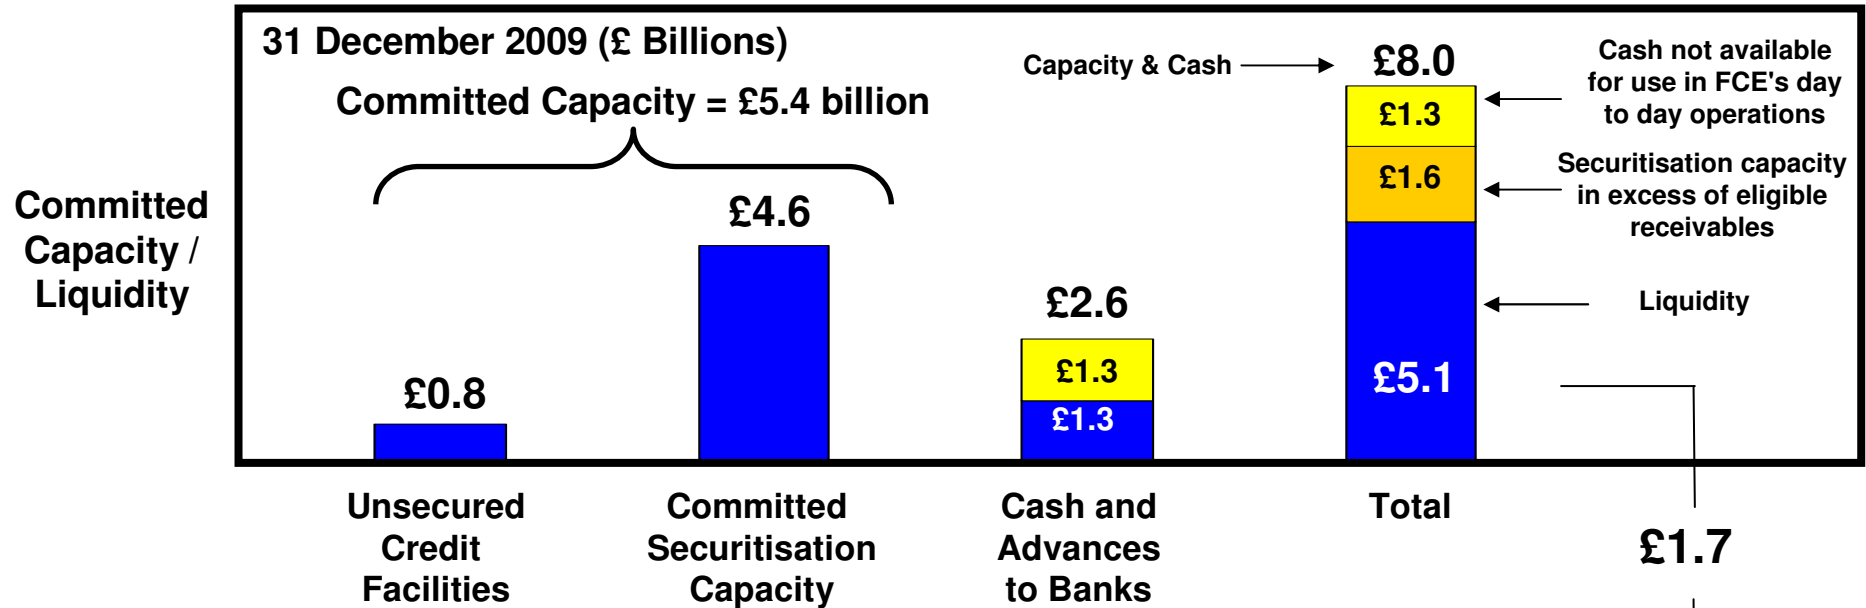 31 December 2009 (£ Billions)
Committed Capacity = £5.4 billion
Capacity & Cash
£8.0
Cash not available
for use in FCE's day
to day operations
£1.3
Securitisation capacity
in excess of eligible
receivables
£1.6
Committed
Capacity /
Liquidity
£4.6
£2.6
Liquidity
£0.8
£1.3
£1.3
£5.1
Unsecured
Credit
Facilities
Committed
Securitisation
Capacity
Cash and
Advances
to Banks
Total
£1.7